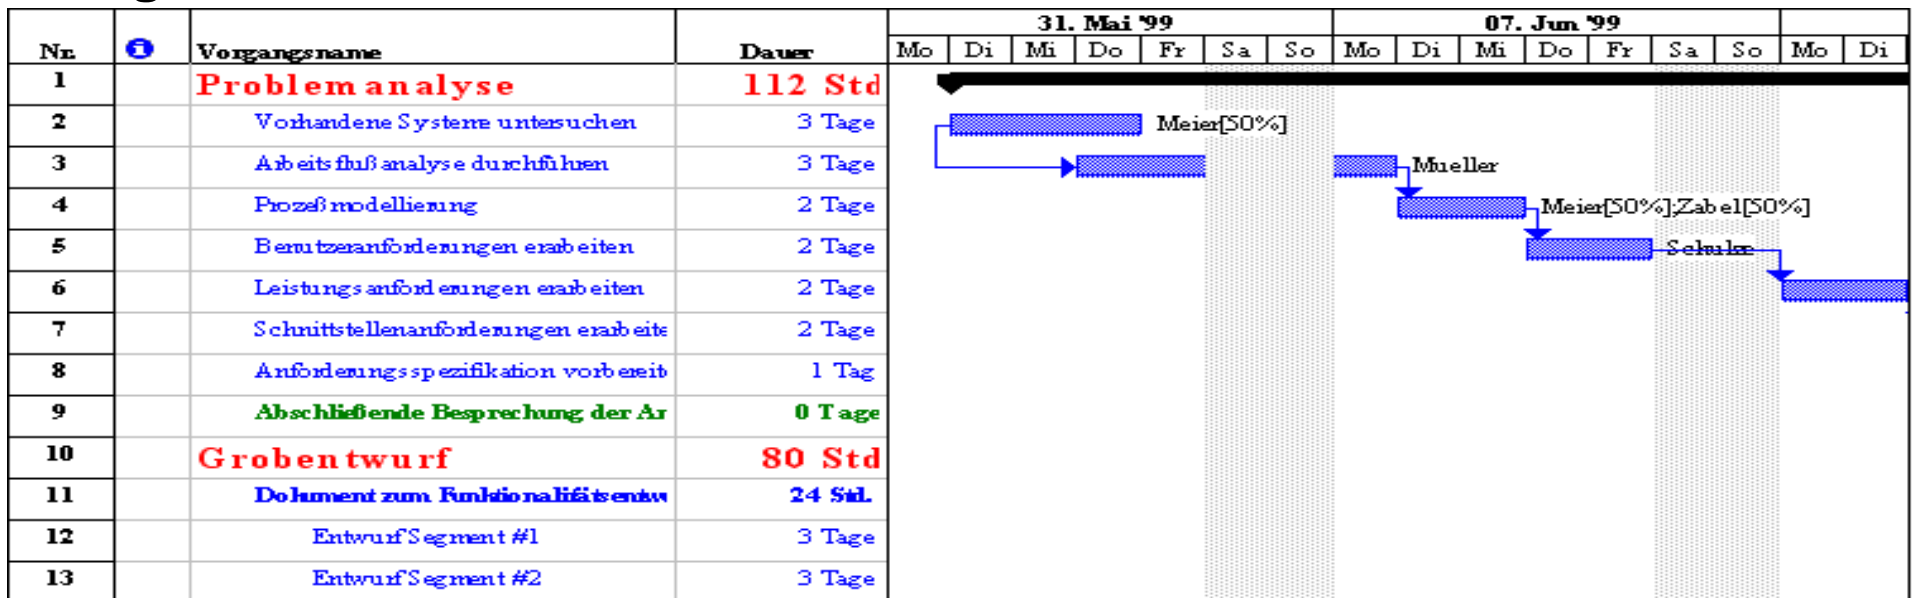 31. Mai '99 07. Jun '99
Nr. Vorgangsname Dauer Mo Di Mi Do Fr Sa So Mo Di Mi Do Fr Sa So Mo Di
1 Problemanalyse 112 Std
2 Vorhandene Systeme untersuchen 3 Tage Meier[50%]
3 Arbeitsflußanalyse durchführen 3 Tage Mueller
4 Prozeßmodellierung 2 Tage Meier[50%];Zabel[50%]
5 Benutzeranforderungen erarbeiten 2 Tage Schulze
6 Leistungsanforderungen erarbeiten 2 Tage
7 Schnittstellenanforderungen erarbeite 2 Tage
8 Anforderungsspezifikation vorbereit 1 Tag
9 Abschließende Besprechung der An 0 Tage
10 Grobentwurf 80 Std
11 Dokument zum Funktionalitätsentw 24 Std.
12 Entwurf Segment #1 3 Tage
13 Entwurf Segment #2 3 Tage